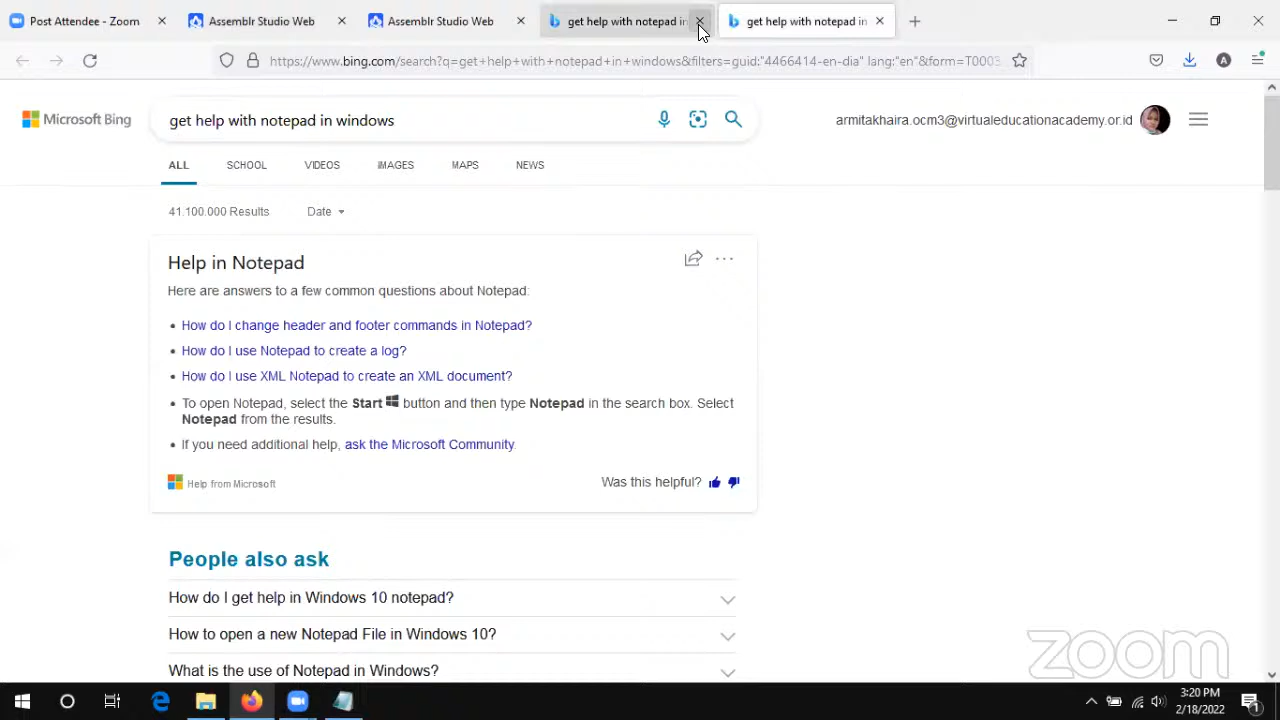 Post Attendee - Zoom
Assemblr Studio Web
Assemblr Studio Web
get help with notepad in
get help with notepad in
https://www.bing.com/search?q=get+help+with+notepad+in+windows&filters=guid:"4466414-en-dia" lang:"en"&form=T0003
A
Microsoft Bing
get help with notepad in windows
armitakhaira.ocm3@virtualeducationacademy.or.id
ALL SCHOOL VIDEOS IMAGES MAPS NEWS
41.100.000 Results Date
Help in Notepad
Here are answers to a few common questions about Notepad:
• How do I change header and footer commands in Notepad?
• How do I use Notepad to create a log?
• How do I use XML Notepad to create an XML document?
• To open Notepad, select the Start button and then type Notepad in the search box. Select
Notepad from the results.
• If you need additional help, ask the Microsoft Community.
Help from Microsoft Was this helpful?
People also ask
How do I get help in Windows 10 notepad?
How to open a new Notepad File in Windows 10?
What is the use of Notepad in Windows?
zoom
3:20 PM
2/18/2022
1